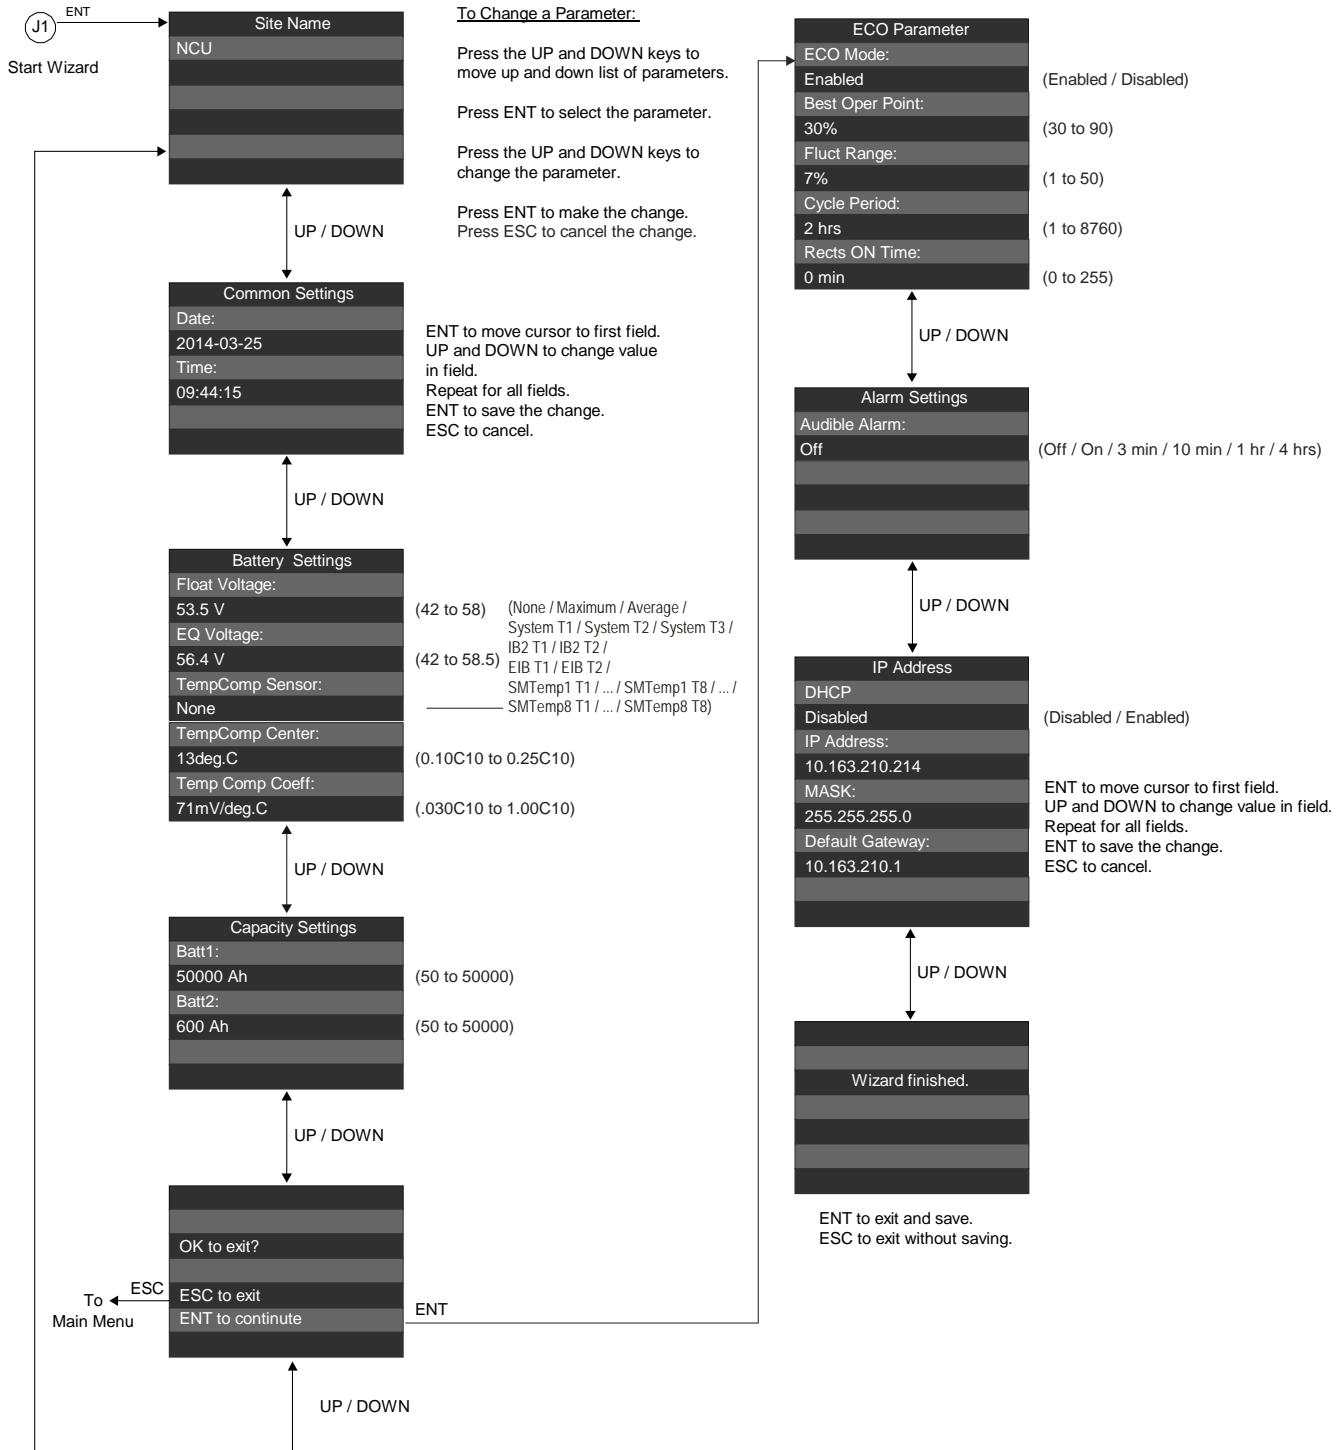 J1
ENT
Start Wizard
Site Name
NCU
UP / DOWN
Common Settings
Date:
2014-03-25
Time:
09:44:15
UP / DOWN
Battery  Settings
Float Voltage:
53.5 V
(42 to 58)
EQ Voltage:
56.4 V
(42 to 58.5)
TempComp Sensor:
None
(None / Maximum / Average /
System T1 / System T2 / System T3 /
IB2 T1 / IB2 T2 /
EIB T1 / EIB T2 /
SMTemp1 T1 / ... / SMTemp1 T8 / ... /
SMTemp8 T1 / ... / SMTemp8 T8)
TempComp Center:
13deg.C
(0.10C10 to 0.25C10)
Temp Comp Coeff:
71mV/deg.C
(.030C10 to 1.00C10)
UP / DOWN
Capacity Settings
Batt1:
50000 Ah
(50 to 50000)
Batt2:
600 Ah
(50 to 50000)
UP / DOWN
OK to exit?
ESC to exit
ENT to continute
ESC
To
Main Menu
ENT
UP / DOWN
To Change a Parameter:
Press the UP and DOWN keys to
move up and down list of parameters.
Press ENT to select the parameter.
Press the UP and DOWN keys to
change the parameter.
Press ENT to make the change.
Press ESC to cancel the change.
ENT to move cursor to first field.
UP and DOWN to change value
in field.
Repeat for all fields.
ENT to save the change.
ESC to cancel.
ECO Parameter
ECO Mode:
Enabled
(Enabled / Disabled)
Best Oper Point:
30%
(30 to 90)
Fluct Range:
7%
(1 to 50)
Cycle Period:
2 hrs
(1 to 8760)
Rects ON Time:
0 min
(0 to 255)
UP / DOWN
Alarm Settings
Audible Alarm:
Off
(Off / On / 3 min / 10 min / 1 hr / 4 hrs)
UP / DOWN
IP Address
DHCP
Disabled
(Disabled / Enabled)
IP Address:
10.163.210.214
MASK:
255.255.255.0
Default Gateway:
10.163.210.1
ENT to move cursor to first field.
UP and DOWN to change value in field.
Repeat for all fields.
ENT to save the change.
ESC to cancel.
UP / DOWN
Wizard finished.
ENT to exit and save.
ESC to exit without saving.